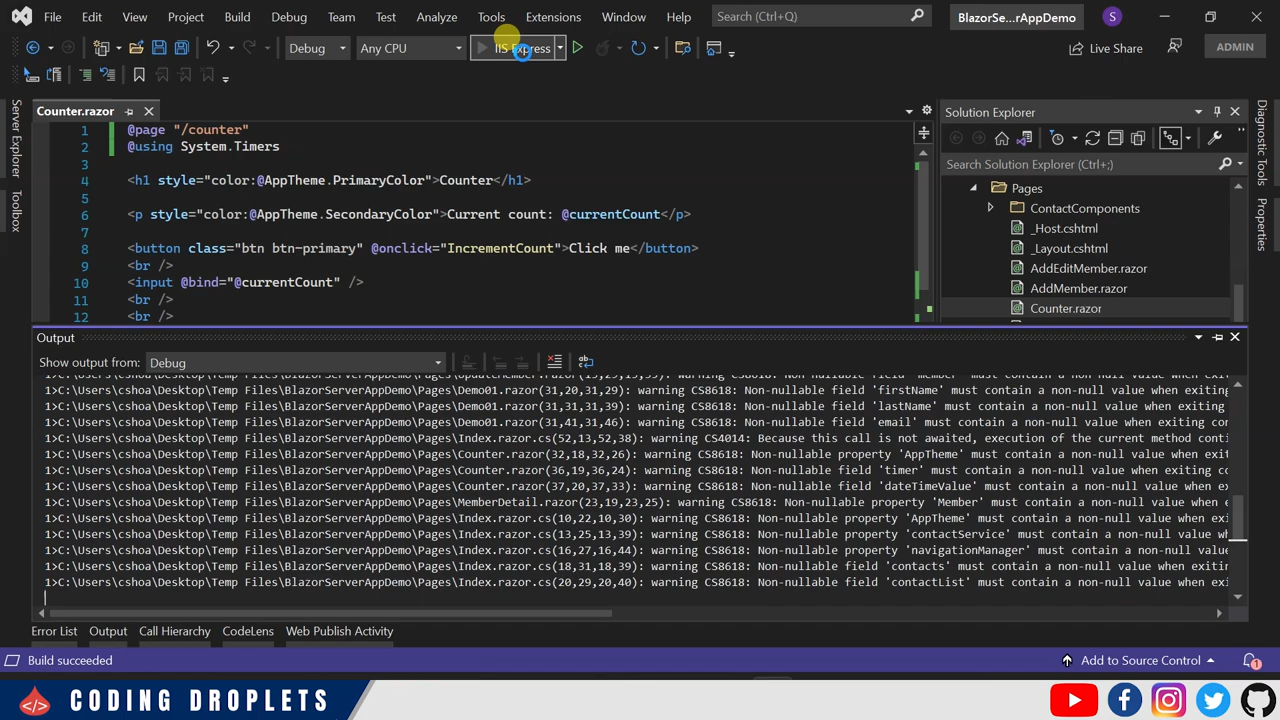 File Edit View Project Build Debug Team Test Analyze Tools Extensions Window Help Search (Ctrl+Q) BlazorSe...rAppDemo S
Debug Any CPU IIS Express Live Share ADMIN
Counter.razor
Server Explorer
Toolbox
1 @page "/counter"
2 @using System.Timers
3
4 <h1 style="color:@AppTheme.PrimaryColor">Counter</h1>
5
6 <p style="color:@AppTheme.SecondaryColor">Current count: @currentCount</p>
7
8 <button class="btn btn-primary" @onclick="IncrementCount">Click me</button>
9 <br />
10 <input @bind="@currentCount" />
11 <br />
12 <br />
Solution Explorer
Search Solution Explorer (Ctrl+;)
Pages
ContactComponents
_Host.cshtml
_Layout.cshtml
AddEditMember.razor
AddMember.razor
Counter.razor
Diagnostic Tools
Properties
Output
Show output from: Debug
1>C:\Users\cshoa\Desktop\Temp Files\BlazorServerAppDemo\Pages\Demo01.razor(31,20,31,29): warning CS8618: Non-nullable field 'firstName' must contain a non-null value when exiting
1>C:\Users\cshoa\Desktop\Temp Files\BlazorServerAppDemo\Pages\Demo01.razor(31,31,31,39): warning CS8618: Non-nullable field 'lastName' must contain a non-null value when exiting
1>C:\Users\cshoa\Desktop\Temp Files\BlazorServerAppDemo\Pages\Demo01.razor(31,41,31,46): warning CS8618: Non-nullable field 'email' must contain a non-null value when exiting con
1>C:\Users\cshoa\Desktop\Temp Files\BlazorServerAppDemo\Pages\Index.razor.cs(52,13,52,38): warning CS4014: Because this call is not awaited, execution of the current method conti
1>C:\Users\cshoa\Desktop\Temp Files\BlazorServerAppDemo\Pages\Counter.razor(32,18,32,26): warning CS8618: Non-nullable property 'AppTheme' must contain a non-null value when exit
1>C:\Users\cshoa\Desktop\Temp Files\BlazorServerAppDemo\Pages\Counter.razor(36,19,36,24): warning CS8618: Non-nullable field 'timer' must contain a non-null value when exiting co
1>C:\Users\cshoa\Desktop\Temp Files\BlazorServerAppDemo\Pages\Counter.razor(37,20,37,33): warning CS8618: Non-nullable field 'dateTimeValue' must contain a non-null value when ex
1>C:\Users\cshoa\Desktop\Temp Files\BlazorServerAppDemo\Pages\MemberDetail.razor(23,19,23,25): warning CS8618: Non-nullable property 'Member' must contain a non-null value when e
1>C:\Users\cshoa\Desktop\Temp Files\BlazorServerAppDemo\Pages\Index.razor.cs(10,22,10,30): warning CS8618: Non-nullable property 'AppTheme' must contain a non-null value when exi
1>C:\Users\cshoa\Desktop\Temp Files\BlazorServerAppDemo\Pages\Index.razor.cs(13,25,13,39): warning CS8618: Non-nullable property 'contactService' must contain a non-null value wh
1>C:\Users\cshoa\Desktop\Temp Files\BlazorServerAppDemo\Pages\Index.razor.cs(16,27,16,44): warning CS8618: Non-nullable property 'navigationManager' must contain a non-null value
1>C:\Users\cshoa\Desktop\Temp Files\BlazorServerAppDemo\Pages\Index.razor.cs(18,31,18,39): warning CS8618: Non-nullable field 'contacts' must contain a non-null value when exitin
1>C:\Users\cshoa\Desktop\Temp Files\BlazorServerAppDemo\Pages\Index.razor.cs(20,29,20,40): warning CS8618: Non-nullable field 'contactList' must contain a non-null value when exi
Error List Output Call Hierarchy CodeLens Web Publish Activity
Build succeeded Add to Source Control 1
CODING DROPLETS